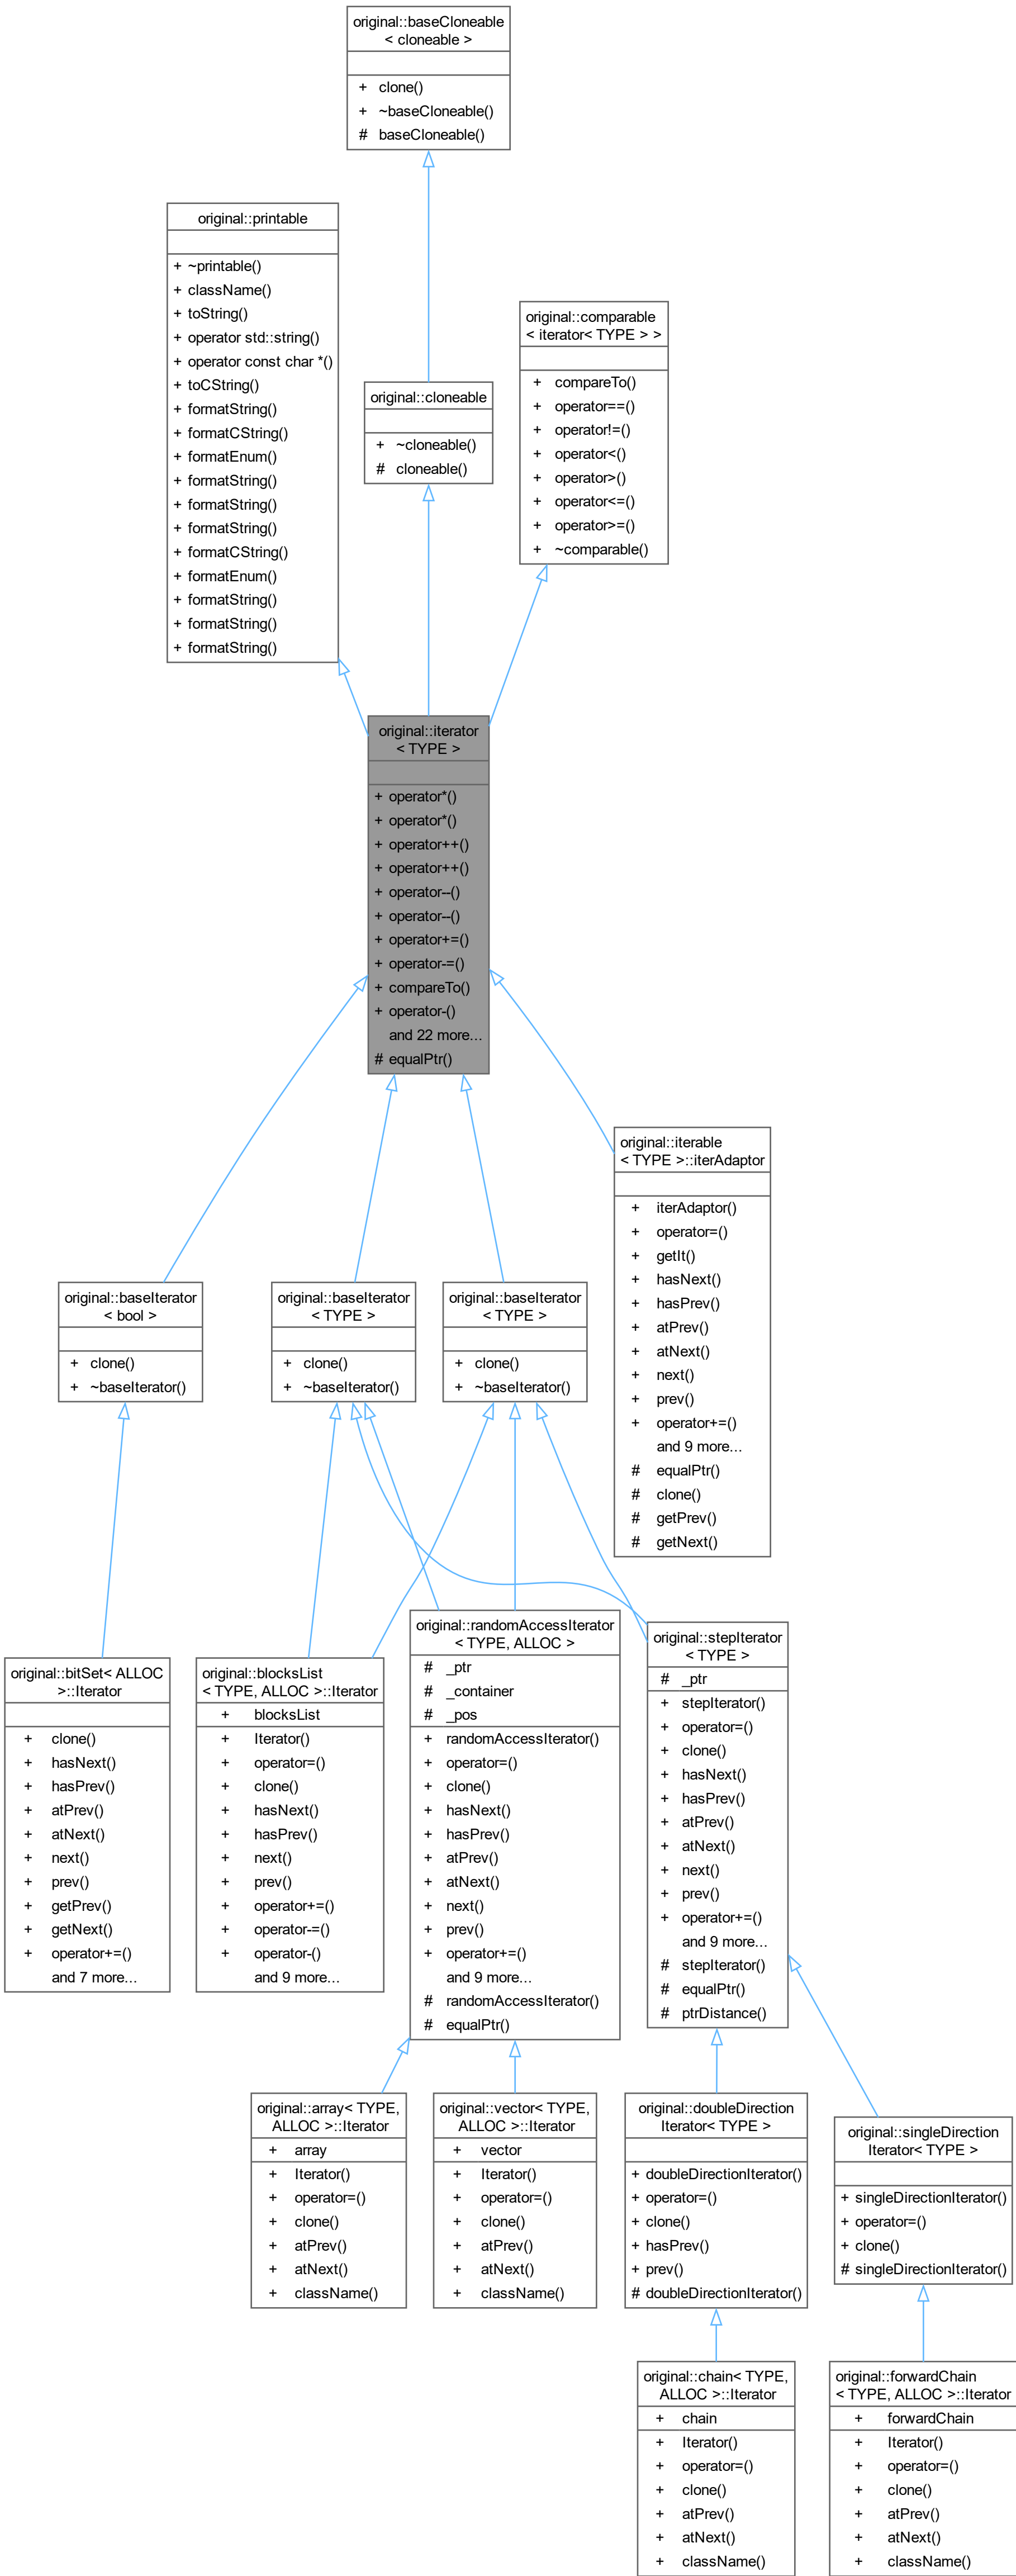 original::baseCloneable
< cloneable >
+ clone()
+ ~baseCloneable()
# baseCloneable()
original::printable
+ ~printable()
+ className()
+ toString()
+ operator std::string()
+ operator const char *()
+ toCString()
+ formatString()
+ formatCString()
+ formatEnum()
+ formatString()
+ formatString()
+ formatString()
+ formatCString()
+ formatEnum()
+ formatString()
+ formatString()
+ formatString()
original::cloneable
+ ~cloneable()
# cloneable()
original::comparable
< iterator< TYPE > >
+ compareTo()
+ operator==()
+ operator!=()
+ operator<()
+ operator>()
+ operator<=()
+ operator>=()
+ ~comparable()
original::iterator
< TYPE >
+ operator*()
+ operator*()
+ operator++()
+ operator++()
+ operator--()
+ operator--()
+ operator+=()
+ operator-=()
+ compareTo()
+ operator-()
and 22 more...
# equalPtr()
original::iterable
< TYPE >::iterAdaptor
+ iterAdaptor()
+ operator=()
+ getIt()
+ hasNext()
+ hasPrev()
+ atPrev()
+ atNext()
+ next()
+ prev()
+ operator+=()
and 9 more...
# equalPtr()
# clone()
# getPrev()
# getNext()
original::baseIterator
< bool >
+ clone()
+ ~baseIterator()
original::baseIterator
< TYPE >
+ clone()
+ ~baseIterator()
original::baseIterator
< TYPE >
+ clone()
+ ~baseIterator()
original::bitSet< ALLOC
>::Iterator
+ clone()
+ hasNext()
+ hasPrev()
+ atPrev()
+ atNext()
+ next()
+ prev()
+ getPrev()
+ getNext()
+ operator+=()
and 7 more...
original::blocksList
< TYPE, ALLOC >::Iterator
+ blocksList
+ Iterator()
+ operator=()
+ clone()
+ hasNext()
+ hasPrev()
+ next()
+ prev()
+ operator+=()
+ operator-=()
+ operator-()
and 9 more...
original::randomAccessIterator
< TYPE, ALLOC >
# _ptr
# _container
# _pos
+ randomAccessIterator()
+ operator=()
+ clone()
+ hasNext()
+ hasPrev()
+ atPrev()
+ atNext()
+ next()
+ prev()
+ operator+=()
and 9 more...
# randomAccessIterator()
# equalPtr()
original::stepIterator
< TYPE >
# _ptr
+ stepIterator()
+ operator=()
+ clone()
+ hasNext()
+ hasPrev()
+ atPrev()
+ atNext()
+ next()
+ prev()
+ operator+=()
and 9 more...
# stepIterator()
# equalPtr()
# ptrDistance()
original::array< TYPE,
ALLOC >::Iterator
+ array
+ Iterator()
+ operator=()
+ clone()
+ atPrev()
+ atNext()
+ className()
original::vector< TYPE,
ALLOC >::Iterator
+ vector
+ Iterator()
+ operator=()
+ clone()
+ atPrev()
+ atNext()
+ className()
original::doubleDirection
Iterator< TYPE >
+ doubleDirectionIterator()
+ operator=()
+ clone()
+ hasPrev()
+ prev()
# doubleDirectionIterator()
original::singleDirection
Iterator< TYPE >
+ singleDirectionIterator()
+ operator=()
+ clone()
# singleDirectionIterator()
original::chain< TYPE,
ALLOC >::Iterator
+ chain
+ Iterator()
+ operator=()
+ clone()
+ atPrev()
+ atNext()
+ className()
original::forwardChain
< TYPE, ALLOC >::Iterator
+ forwardChain
+ Iterator()
+ operator=()
+ clone()
+ atPrev()
+ atNext()
+ className()